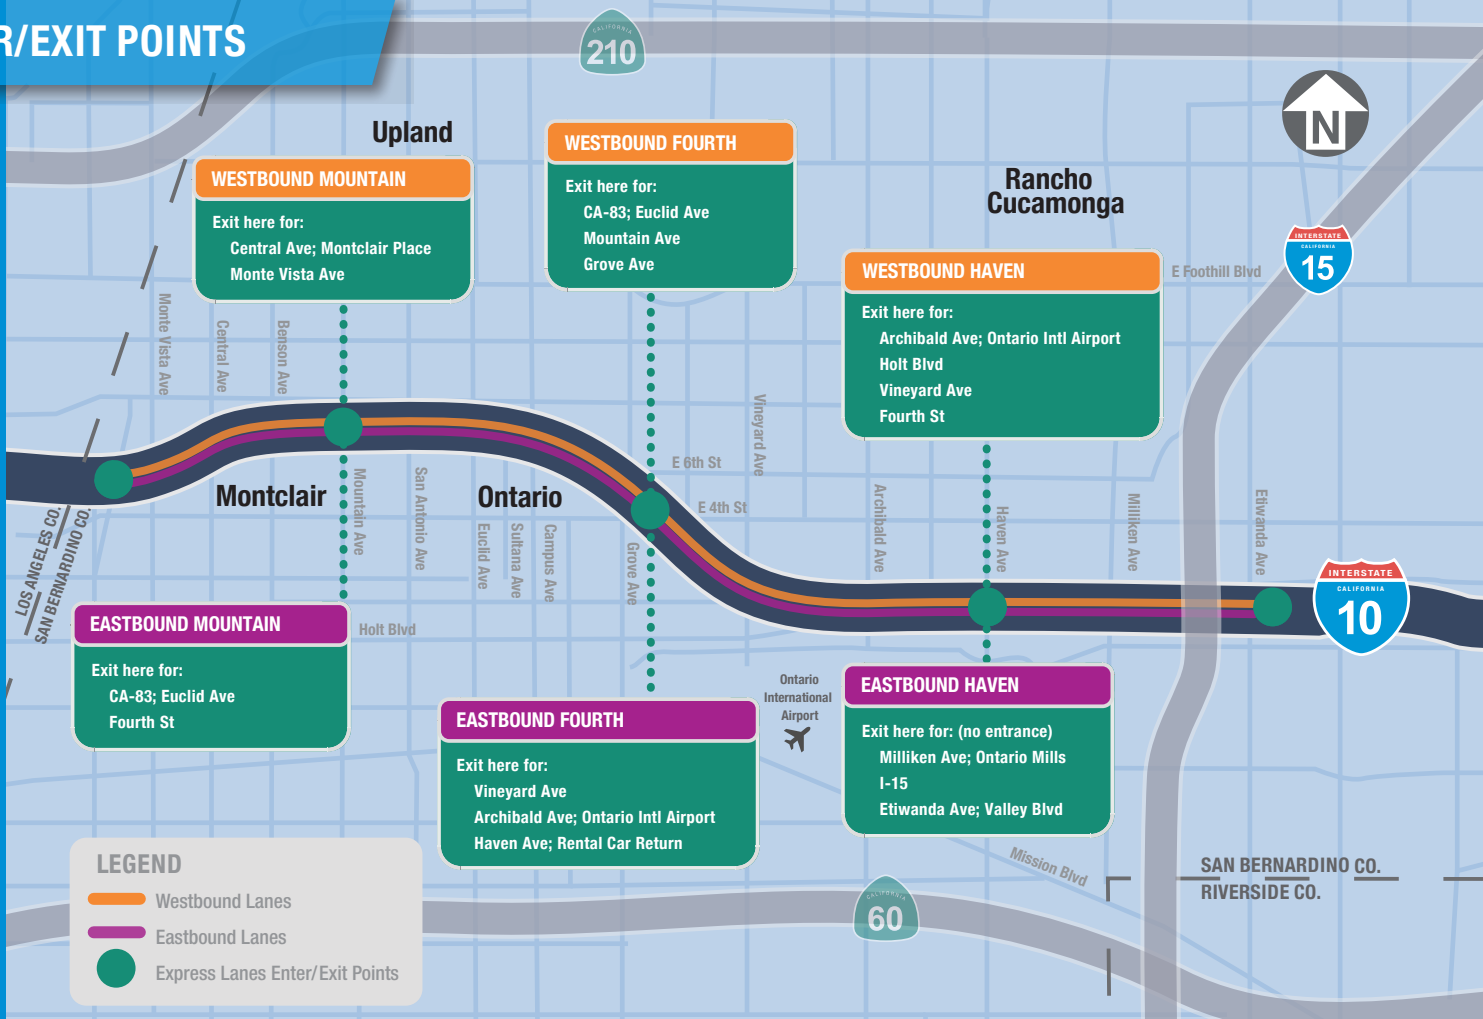 R/EXIT POINTS
CALIFORNIA
210
N
Upland
WESTBOUND MOUNTAIN
Exit here for:
Central Ave; Montclair Place
Monte Vista Ave
WESTBOUND FOURTH
Exit here for:
CA-83; Euclid Ave
Mountain Ave
Grove Ave
Rancho
Cucamonga
WESTBOUND HAVEN
Exit here for:
Archibald Ave; Ontario Intl Airport
Holt Blvd
Vineyard Ave
Fourth St
E Foothill Blvd
INTERSTATE
CALIFORNIA
15
Monte Vista Ave
Central Ave
Benson Ave
Vineyard Ave
E 6th St
E 4th St
Montclair
Ontario
Mountain Ave
San Antonio Ave
Euclid Ave
Sultana Ave
Campus Ave
Grove Ave
Archibald Ave
Haven Ave
Milliken Ave
Etiwanda Ave
LOS ANGELES CO.
SAN BERNARDINO CO.
INTERSTATE
CALIFORNIA
10
EASTBOUND MOUNTAIN
Exit here for:
CA-83; Euclid Ave
Fourth St
Holt Blvd
EASTBOUND FOURTH
Exit here for:
Vineyard Ave
Archibald Ave; Ontario Intl Airport
Haven Ave; Rental Car Return
Ontario
International
Airport
EASTBOUND HAVEN
Exit here for: (no entrance)
Milliken Ave; Ontario Mills
I-15
Etiwanda Ave; Valley Blvd
Mission Blvd
SAN BERNARDINO CO.
RIVERSIDE CO.
CALIFORNIA
60
LEGEND
Westbound Lanes
Eastbound Lanes
Express Lanes Enter/Exit Points